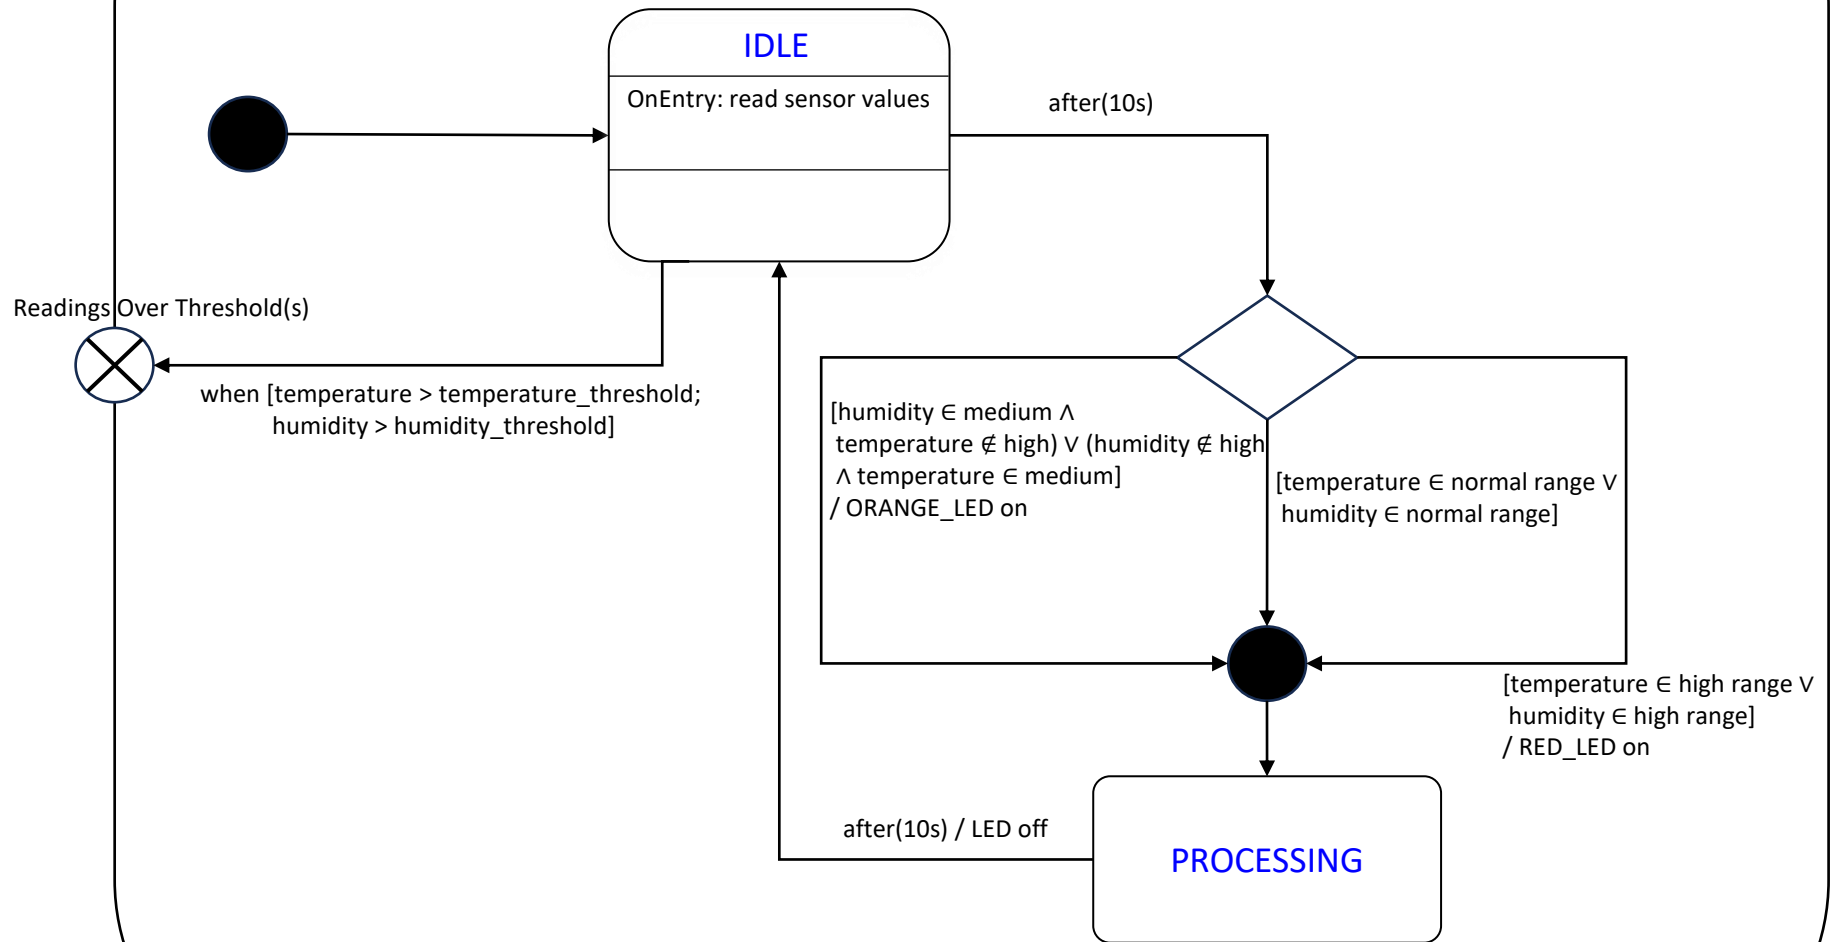 IDLE
OnEntry: read sensor values
after(10s)
Readings Over Threshold(s)
when [temperature > temperature_threshold;
humidity > humidity_threshold]
[humidity ∈ medium ∧
temperature ∉ high) ∨ (humidity ∉ high
∧ temperature ∈ medium]
/ ORANGE_LED on
[temperature ∈ normal range ∨
humidity ∈ normal range]
[temperature ∈ high range ∨
humidity ∈ high range]
/ RED_LED on
after(10s) / LED off
PROCESSING